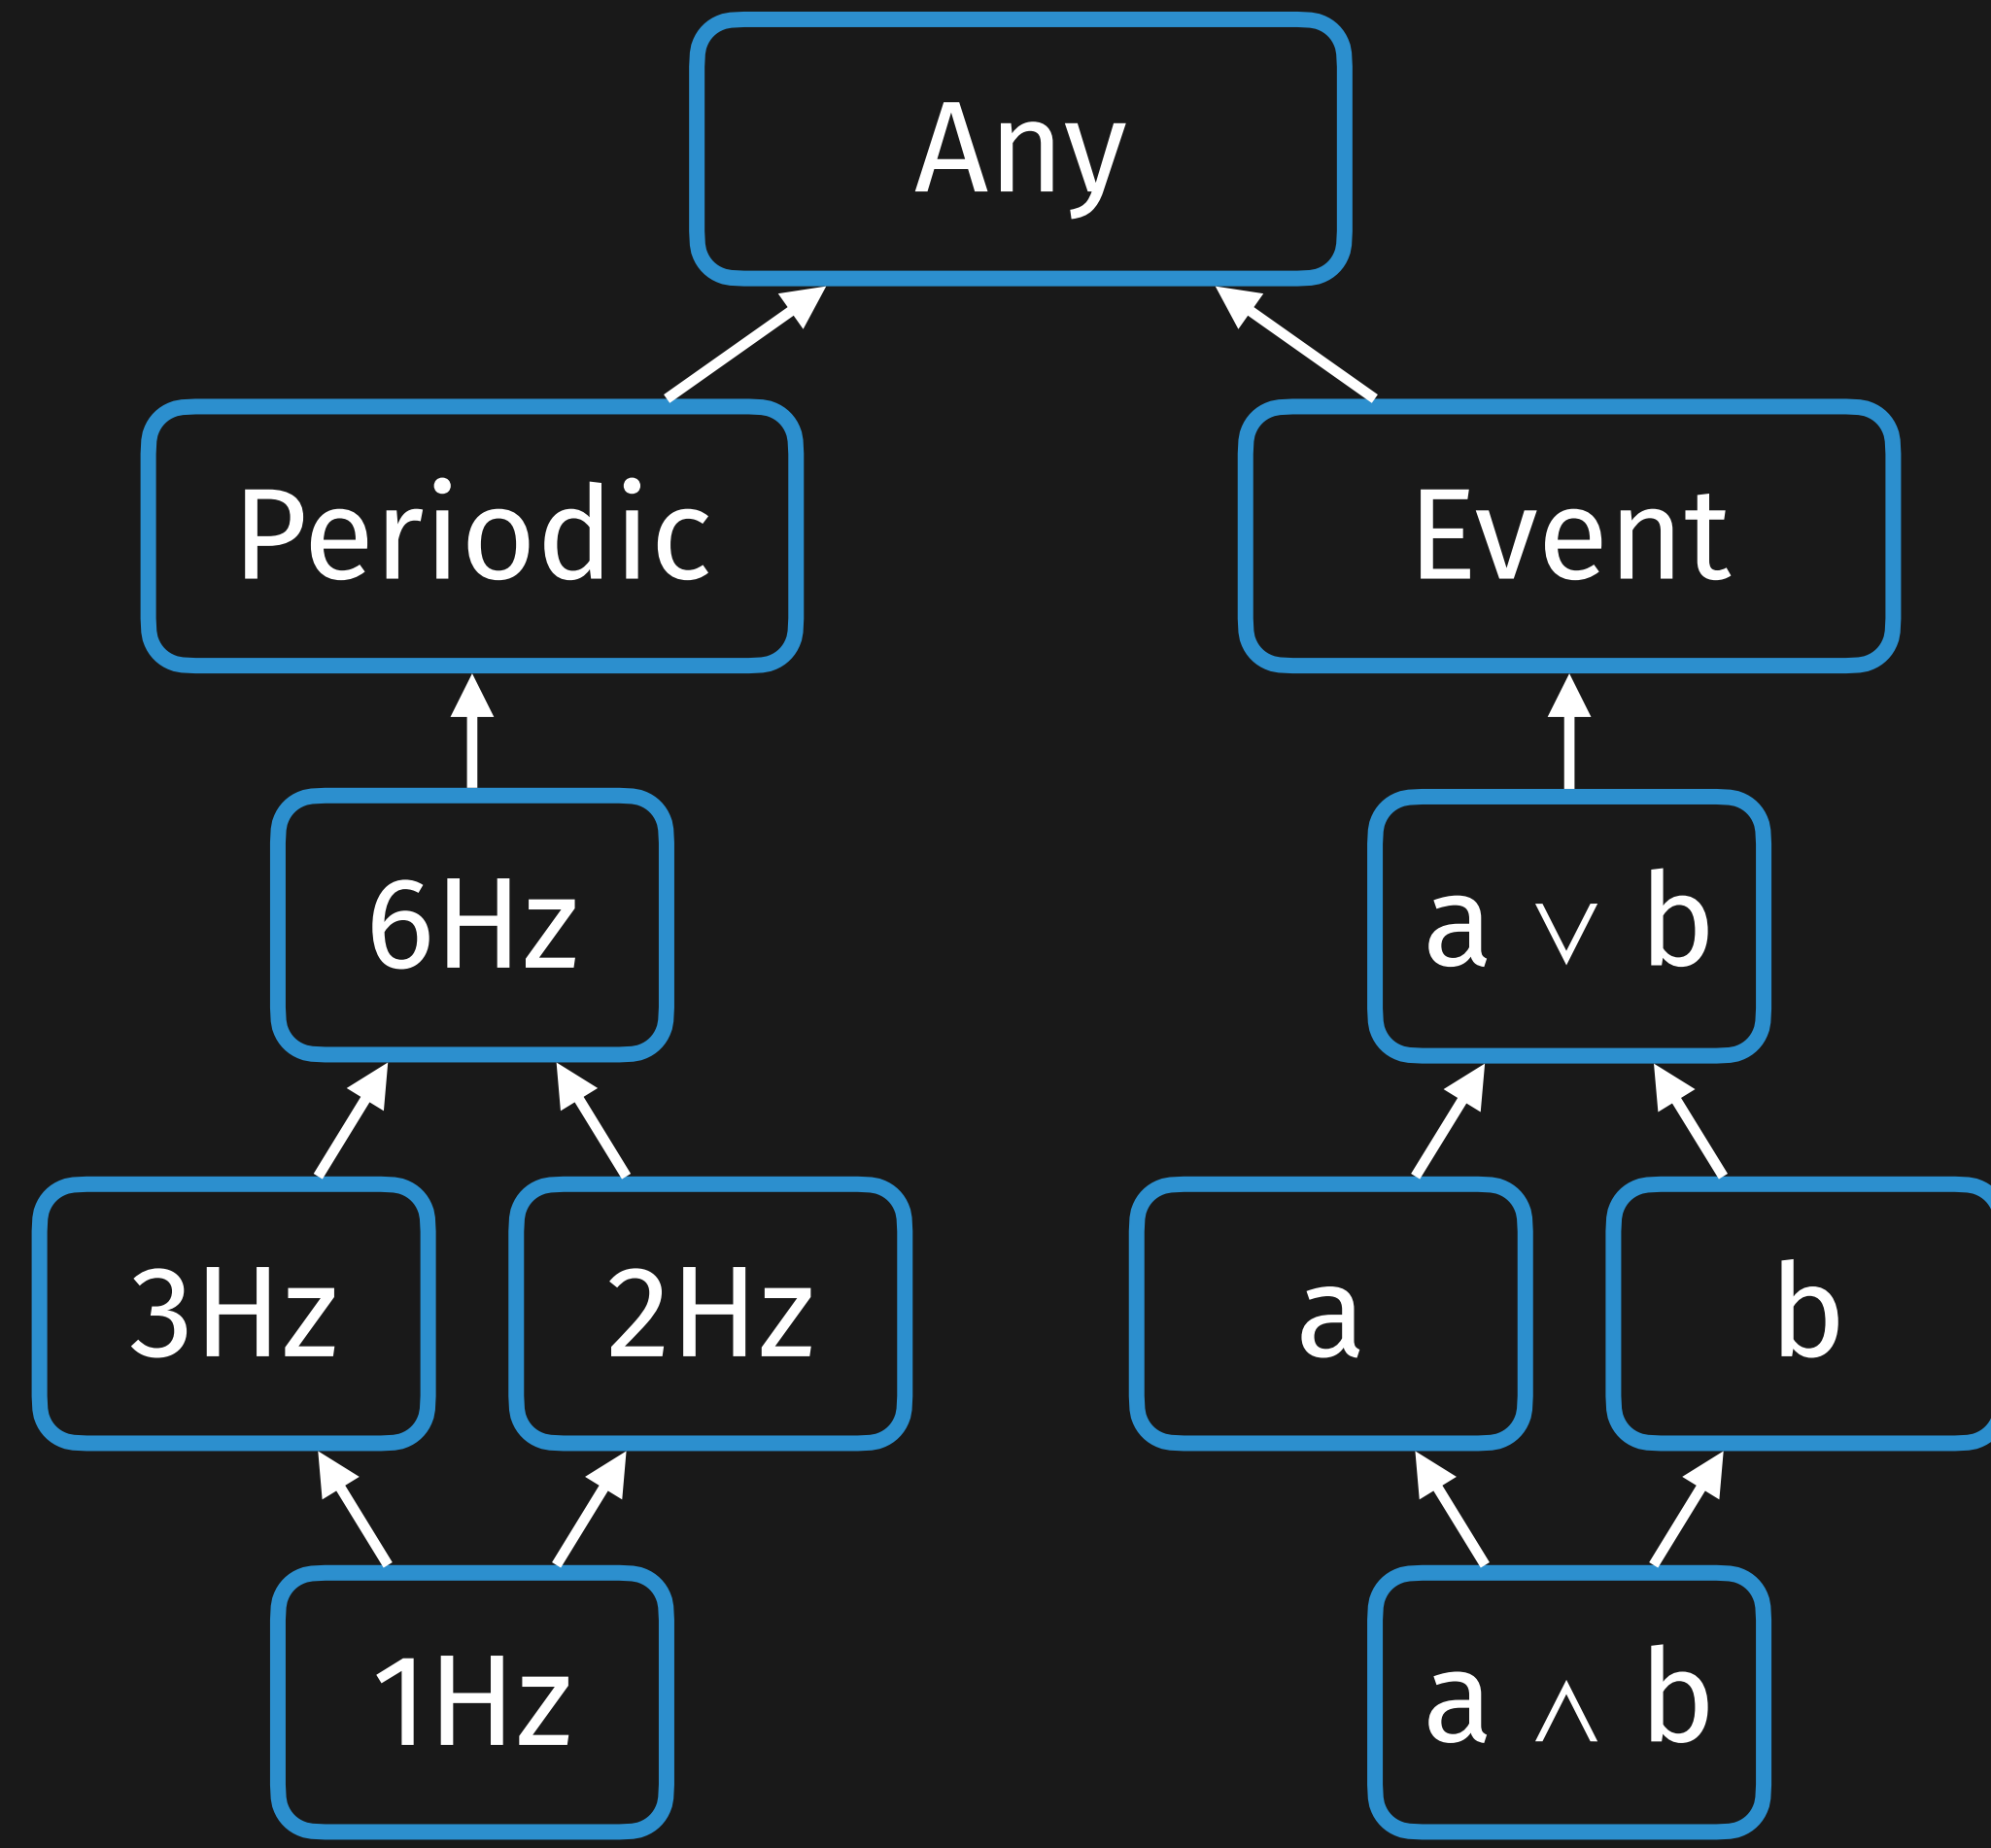 Any
Periodic
Event
6Hz
a ∨ b
3Hz
2Hz
a
b
1Hz
a ∧ b